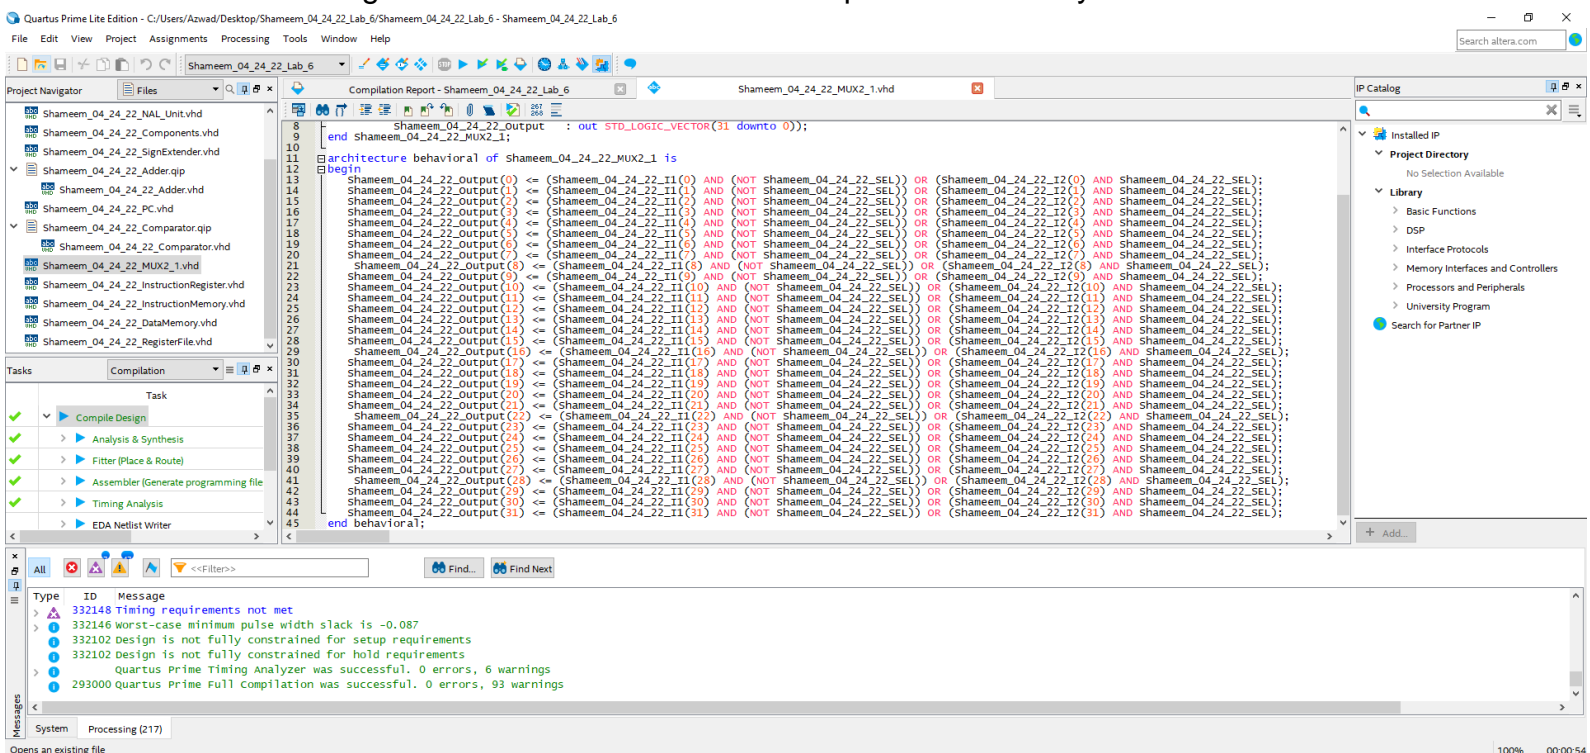 Quartus Prime Lite Edition - C:/Users/Azwad/Desktop/Shameem_04_24_22_Lab_6/Shameem_04_24_22_Lab_6 - Shameem_04_24_22_Lab_6
File Edit View Project Assignments Processing Tools Window Help
Search altera.com
Shameem_04_24_22_Lab_6
Project Navigator Files
Shameem_04_24_22_NAL_Unit.vhd
Shameem_04_24_22_Components.vhd
Shameem_04_24_22_SignExtender.vhd
Shameem_04_24_22_Adder.qip
Shameem_04_24_22_Adder.vhd
Shameem_04_24_22_PC.vhd
Shameem_04_24_22_Comparator.qip
Shameem_04_24_22_Comparator.vhd
Shameem_04_24_22_MUX2_1.vhd
Shameem_04_24_22_InstructionRegister.vhd
Shameem_04_24_22_InstructionMemory.vhd
Shameem_04_24_22_DataMemory.vhd
Shameem_04_24_22_RegisterFile.vhd
Tasks Compilation
Task
Compile Design
Analysis & Synthesis
Fitter (Place & Route)
Assembler (Generate programming file
Timing Analysis
EDA Netlist Writer
Compilation Report - Shameem_04_24_22_Lab_6
Shameem_04_24_22_MUX2_1.vhd
267
268
8 Shameem_04_24_22_Output : out STD_LOGIC_VECTOR(31 downto 0));
9 end Shameem_04_24_22_MUX2_1;
10
11 architecture behavioral of Shameem_04_24_22_MUX2_1 is
12 begin
13 Shameem_04_24_22_Output(0) <= (Shameem_04_24_22_I1(0) AND (NOT Shameem_04_24_22_SEL)) OR (Shameem_04_24_22_I2(0) AND Shameem_04_24_22_SEL);
14 Shameem_04_24_22_Output(1) <= (Shameem_04_24_22_I1(1) AND (NOT Shameem_04_24_22_SEL)) OR (Shameem_04_24_22_I2(1) AND Shameem_04_24_22_SEL);
15 Shameem_04_24_22_Output(2) <= (Shameem_04_24_22_I1(2) AND (NOT Shameem_04_24_22_SEL)) OR (Shameem_04_24_22_I2(2) AND Shameem_04_24_22_SEL);
16 Shameem_04_24_22_Output(3) <= (Shameem_04_24_22_I1(3) AND (NOT Shameem_04_24_22_SEL)) OR (Shameem_04_24_22_I2(3) AND Shameem_04_24_22_SEL);
17 Shameem_04_24_22_Output(4) <= (Shameem_04_24_22_I1(4) AND (NOT Shameem_04_24_22_SEL)) OR (Shameem_04_24_22_I2(4) AND Shameem_04_24_22_SEL);
18 Shameem_04_24_22_Output(5) <= (Shameem_04_24_22_I1(5) AND (NOT Shameem_04_24_22_SEL)) OR (Shameem_04_24_22_I2(5) AND Shameem_04_24_22_SEL);
19 Shameem_04_24_22_Output(6) <= (Shameem_04_24_22_I1(6) AND (NOT Shameem_04_24_22_SEL)) OR (Shameem_04_24_22_I2(6) AND Shameem_04_24_22_SEL);
20 Shameem_04_24_22_Output(7) <= (Shameem_04_24_22_I1(7) AND (NOT Shameem_04_24_22_SEL)) OR (Shameem_04_24_22_I2(7) AND Shameem_04_24_22_SEL);
21 Shameem_04_24_22_Output(8) <= (Shameem_04_24_22_I1(8) AND (NOT Shameem_04_24_22_SEL)) OR (Shameem_04_24_22_I2(8) AND Shameem_04_24_22_SEL);
22 Shameem_04_24_22_Output(9) <= (Shameem_04_24_22_I1(9) AND (NOT Shameem_04_24_22_SEL)) OR (Shameem_04_24_22_I2(9) AND Shameem_04_24_22_SEL);
23 Shameem_04_24_22_Output(10) <= (Shameem_04_24_22_I1(10) AND (NOT Shameem_04_24_22_SEL)) OR (Shameem_04_24_22_I2(10) AND Shameem_04_24_22_SEL);
24 Shameem_04_24_22_Output(11) <= (Shameem_04_24_22_I1(11) AND (NOT Shameem_04_24_22_SEL)) OR (Shameem_04_24_22_I2(11) AND Shameem_04_24_22_SEL);
25 Shameem_04_24_22_Output(12) <= (Shameem_04_24_22_I1(12) AND (NOT Shameem_04_24_22_SEL)) OR (Shameem_04_24_22_I2(12) AND Shameem_04_24_22_SEL);
26 Shameem_04_24_22_Output(13) <= (Shameem_04_24_22_I1(13) AND (NOT Shameem_04_24_22_SEL)) OR (Shameem_04_24_22_I2(13) AND Shameem_04_24_22_SEL);
27 Shameem_04_24_22_Output(14) <= (Shameem_04_24_22_I1(14) AND (NOT Shameem_04_24_22_SEL)) OR (Shameem_04_24_22_I2(14) AND Shameem_04_24_22_SEL);
28 Shameem_04_24_22_Output(15) <= (Shameem_04_24_22_I1(15) AND (NOT Shameem_04_24_22_SEL)) OR (Shameem_04_24_22_I2(15) AND Shameem_04_24_22_SEL);
29 Shameem_04_24_22_Output(16) <= (Shameem_04_24_22_I1(16) AND (NOT Shameem_04_24_22_SEL)) OR (Shameem_04_24_22_I2(16) AND Shameem_04_24_22_SEL);
30 Shameem_04_24_22_Output(17) <= (Shameem_04_24_22_I1(17) AND (NOT Shameem_04_24_22_SEL)) OR (Shameem_04_24_22_I2(17) AND Shameem_04_24_22_SEL);
31 Shameem_04_24_22_Output(18) <= (Shameem_04_24_22_I1(18) AND (NOT Shameem_04_24_22_SEL)) OR (Shameem_04_24_22_I2(18) AND Shameem_04_24_22_SEL);
32 Shameem_04_24_22_Output(19) <= (Shameem_04_24_22_I1(19) AND (NOT Shameem_04_24_22_SEL)) OR (Shameem_04_24_22_I2(19) AND Shameem_04_24_22_SEL);
33 Shameem_04_24_22_Output(20) <= (Shameem_04_24_22_I1(20) AND (NOT Shameem_04_24_22_SEL)) OR (Shameem_04_24_22_I2(20) AND Shameem_04_24_22_SEL);
34 Shameem_04_24_22_Output(21) <= (Shameem_04_24_22_I1(21) AND (NOT Shameem_04_24_22_SEL)) OR (Shameem_04_24_22_I2(21) AND Shameem_04_24_22_SEL);
35 Shameem_04_24_22_Output(22) <= (Shameem_04_24_22_I1(22) AND (NOT Shameem_04_24_22_SEL)) OR (Shameem_04_24_22_I2(22) AND Shameem_04_24_22_SEL);
36 Shameem_04_24_22_Output(23) <= (Shameem_04_24_22_I1(23) AND (NOT Shameem_04_24_22_SEL)) OR (Shameem_04_24_22_I2(23) AND Shameem_04_24_22_SEL);
37 Shameem_04_24_22_Output(24) <= (Shameem_04_24_22_I1(24) AND (NOT Shameem_04_24_22_SEL)) OR (Shameem_04_24_22_I2(24) AND Shameem_04_24_22_SEL);
38 Shameem_04_24_22_Output(25) <= (Shameem_04_24_22_I1(25) AND (NOT Shameem_04_24_22_SEL)) OR (Shameem_04_24_22_I2(25) AND Shameem_04_24_22_SEL);
39 Shameem_04_24_22_Output(26) <= (Shameem_04_24_22_I1(26) AND (NOT Shameem_04_24_22_SEL)) OR (Shameem_04_24_22_I2(26) AND Shameem_04_24_22_SEL);
40 Shameem_04_24_22_Output(27) <= (Shameem_04_24_22_I1(27) AND (NOT Shameem_04_24_22_SEL)) OR (Shameem_04_24_22_I2(27) AND Shameem_04_24_22_SEL);
41 Shameem_04_24_22_Output(28) <= (Shameem_04_24_22_I1(28) AND (NOT Shameem_04_24_22_SEL)) OR (Shameem_04_24_22_I2(28) AND Shameem_04_24_22_SEL);
42 Shameem_04_24_22_Output(29) <= (Shameem_04_24_22_I1(29) AND (NOT Shameem_04_24_22_SEL)) OR (Shameem_04_24_22_I2(29) AND Shameem_04_24_22_SEL);
43 Shameem_04_24_22_Output(30) <= (Shameem_04_24_22_I1(30) AND (NOT Shameem_04_24_22_SEL)) OR (Shameem_04_24_22_I2(30) AND Shameem_04_24_22_SEL);
44 Shameem_04_24_22_Output(31) <= (Shameem_04_24_22_I1(31) AND (NOT Shameem_04_24_22_SEL)) OR (Shameem_04_24_22_I2(31) AND Shameem_04_24_22_SEL);
45 end behavioral;
IP Catalog
Installed IP
Project Directory
No Selection Available
Library
Basic Functions
DSP
Interface Protocols
Memory Interfaces and Controllers
Processors and Peripherals
University Program
Search for Partner IP
+ Add...
All <<Filter>> Find... Find Next
Type ID Message
332148 Timing requirements not met
332146 Worst-case minimum pulse width slack is -0.087
332102 Design is not fully constrained for setup requirements
332102 Design is not fully constrained for hold requirements
Quartus Prime Timing Analyzer was successful. 0 errors, 6 warnings
293000 Quartus Prime Full Compilation was successful. 0 errors, 93 warnings
Messages
System Processing (217)
Opens an existing file
100% 00:00:54